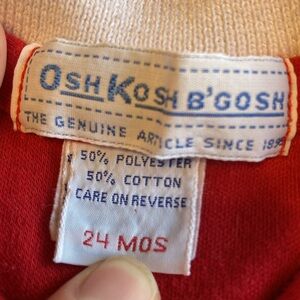 OSH KOSH B'GOSH
THE GENUINE ARTICLE SINCE
50% POLYESTER
50% COTTON
CARE ON REVERSE
24 MOS